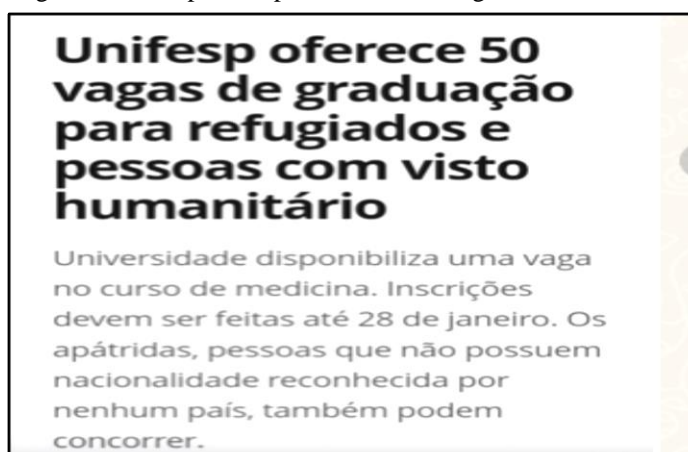 Unifesp oferece 50
vagas de graduação
para refugiados e
pessoas com visto
humanitário
Universidade disponibiliza uma vaga
no curso de medicina. Inscrições
devem ser feitas até 28 de janeiro. Os
apátridas, pessoas que não possuem
nacionalidade reconhecida por
nenhum país, também podem
concorrer.